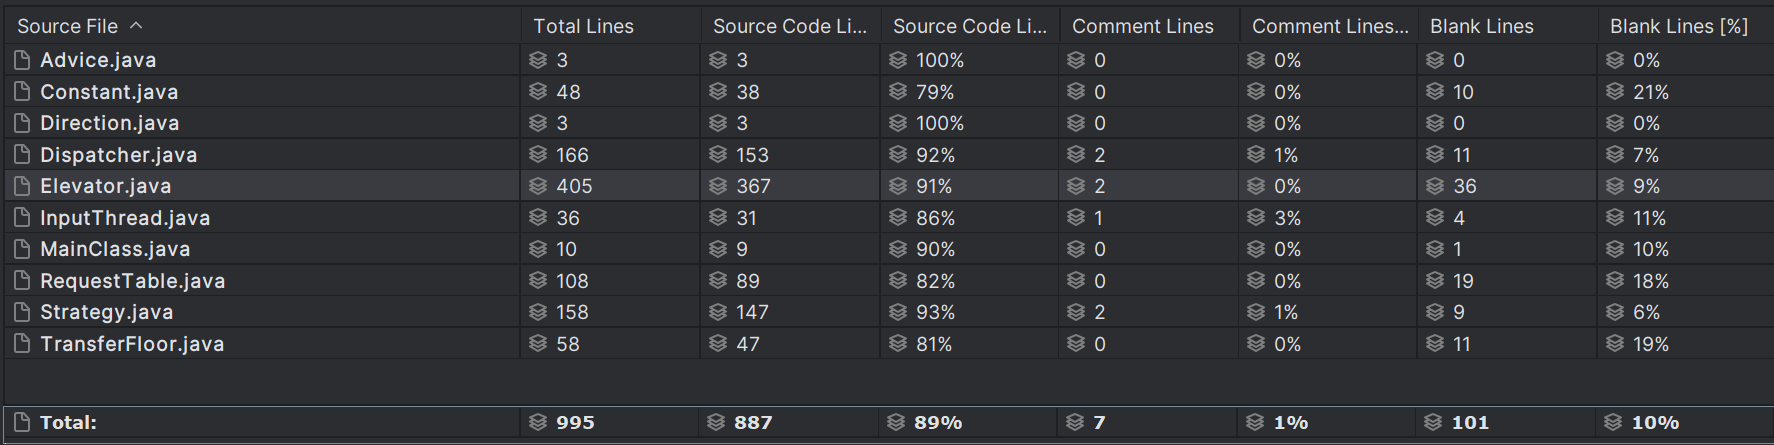 Source File Total Lines Source Code Li... Source Code Li... Comment Lines Comment Lines... Blank Lines Blank Lines [%]
Advice.java 3 3 100% 0 0% 0 0%
Constant.java 48 38 79% 0 0% 10 21%
Direction.java 3 3 100% 0 0% 0 0%
Dispatcher.java 166 153 92% 2 1% 11 7%
Elevator.java 405 367 91% 2 0% 36 9%
InputThread.java 36 31 86% 1 3% 4 11%
MainClass.java 10 9 90% 0 0% 1 10%
RequestTable.java 108 89 82% 0 0% 19 18%
Strategy.java 158 147 93% 2 1% 9 6%
TransferFloor.java 58 47 81% 0 0% 11 19%
Total: 995 887 89% 7 1% 101 10%